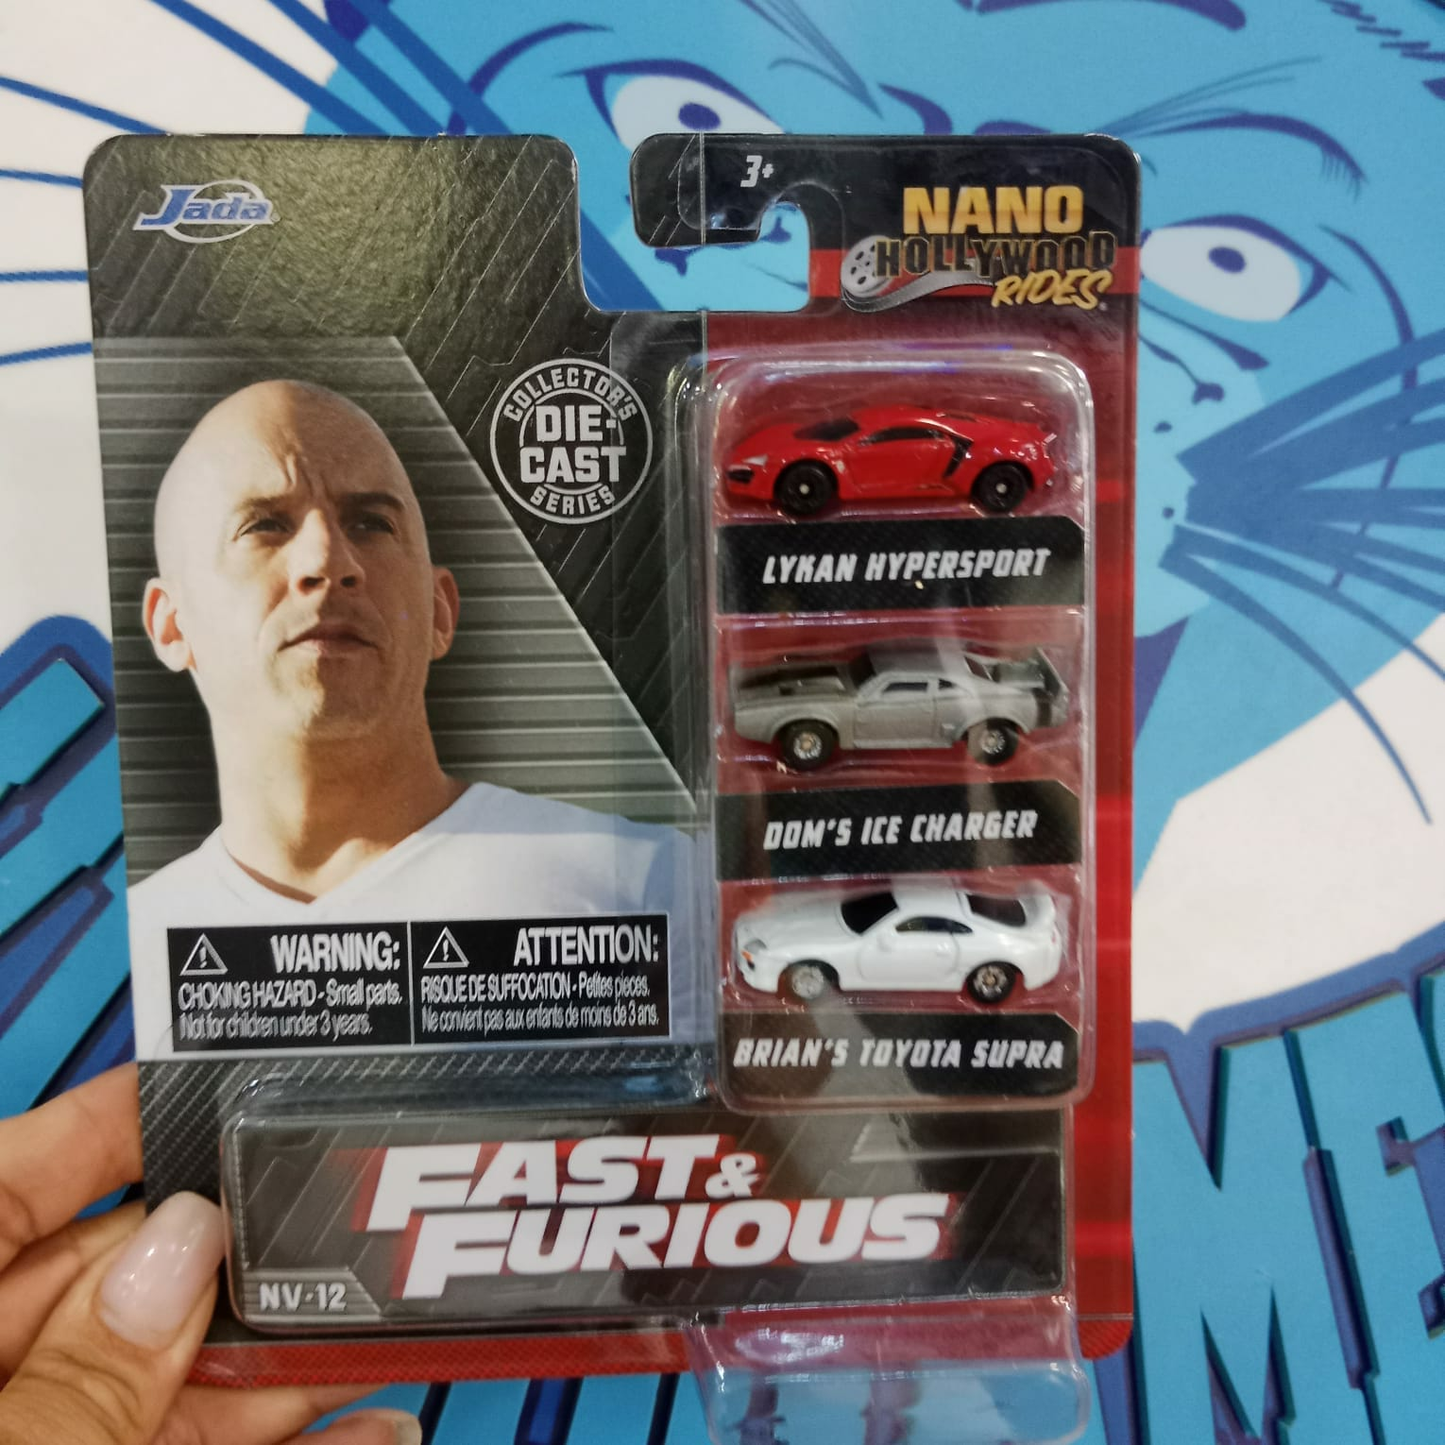 Jada
3+
NANO
HOLLYWOOD
RIDES
COLLECTOR'S
DIE-
CAST
SERIES
LYKAN HYPERSPORT
DOM'S ICE CHARGER
BRIAN'S TOYOTA SUPRA
WARNING:
CHOKING HAZARD - Small parts.
Not for children under 3 years.
ATTENTION:
RISQUE DE SUFFOCATION - Petites pièces.
Ne convient pas aux enfants de moins de 3 ans.
FAST &
FURIOUS
NV-12